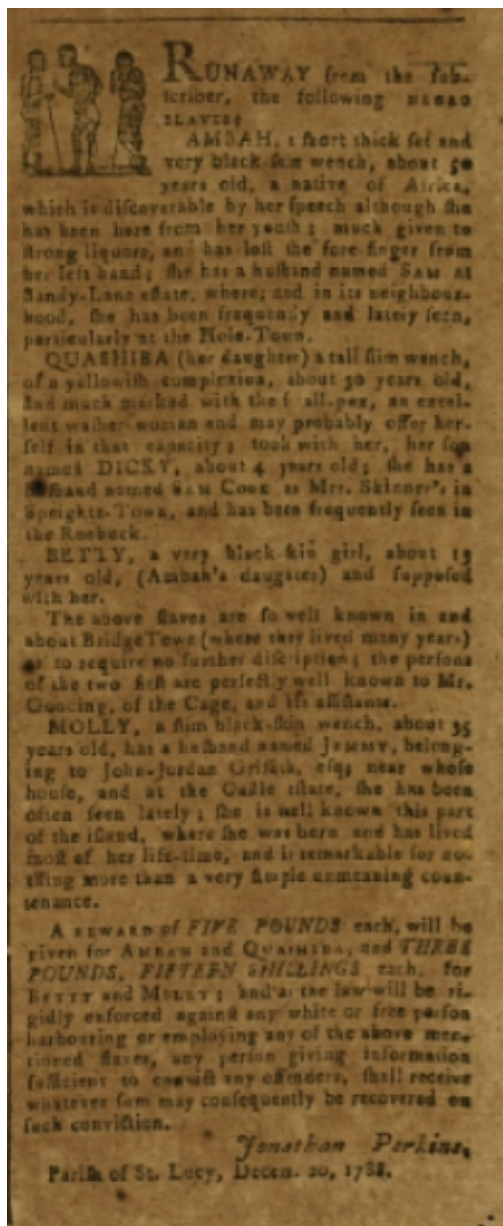 RUNAWAY from the sub-
scriber, the following NEGRO
SLAVES;
AMBAH, a short thick set and
very black-skin wench, about 50
years old, a native of Africa,
which is discoverable by her speech although she
has been here from her youth; much given to
strong liquors, and has lost the fore-finger from
her left hand; she has a husband named SAM at
Sandy-Lane estate, where, and in its neighbour-
hood, she has been frequently and lately seen,
particularly at the Hole-Town.
QUASHIBA (her daughter) a tall slim wench,
of a yellowish complexion, about 30 years old,
and much marked with the small-pox, an excel-
lent washer-woman and may probably offer her-
self in that capacity; took with her, her son
named DICKY, about 4 years old; she has a
husband named SAM COOK at Mrs. Skinner's in
Speights-Town, and has been frequently seen in
the Roebuck.
BETTY, a very black-skin girl, about 13
years old, (Ambah's daugater) and supposed
with her.
The above slaves are so well known in and
about Bridge Town (where they lived many years)
as to require no further discription; the persons
of the two first are perfectly well known to Mr.
Gooding, of the Cage, and his assistants.
MOLLY, a slim black-skin wench, about 35
years old, has a husband named JEMMY, belong-
ing to John-Jordan Griffith, esq; near whose
house, and at the estate, she has been
often seen lately; she is well known this part
of the island, where she was born and has lived
most of her life-time, and is remarkable for no-
thing more than a very simple unmeaning coun-
tenance.
A REWARD of FIVE POUNDS each, will be
given for AMBAH and QUASHIBA, and THREE
POUNDS, FIFTEEN SHILLINGS each, for
BETTY and MOLLY; and as the law will be ri-
gidly enforced against any white or free person
harbouring or employing any of the above men-
tioned slaves, any person giving information
sufficient to convict any offenders, shall receive
whatever sum may consequently be recovered on
such conviction.
Jonathan Perkins.
Parish of St. Lucy, Decem. 20, 1788.